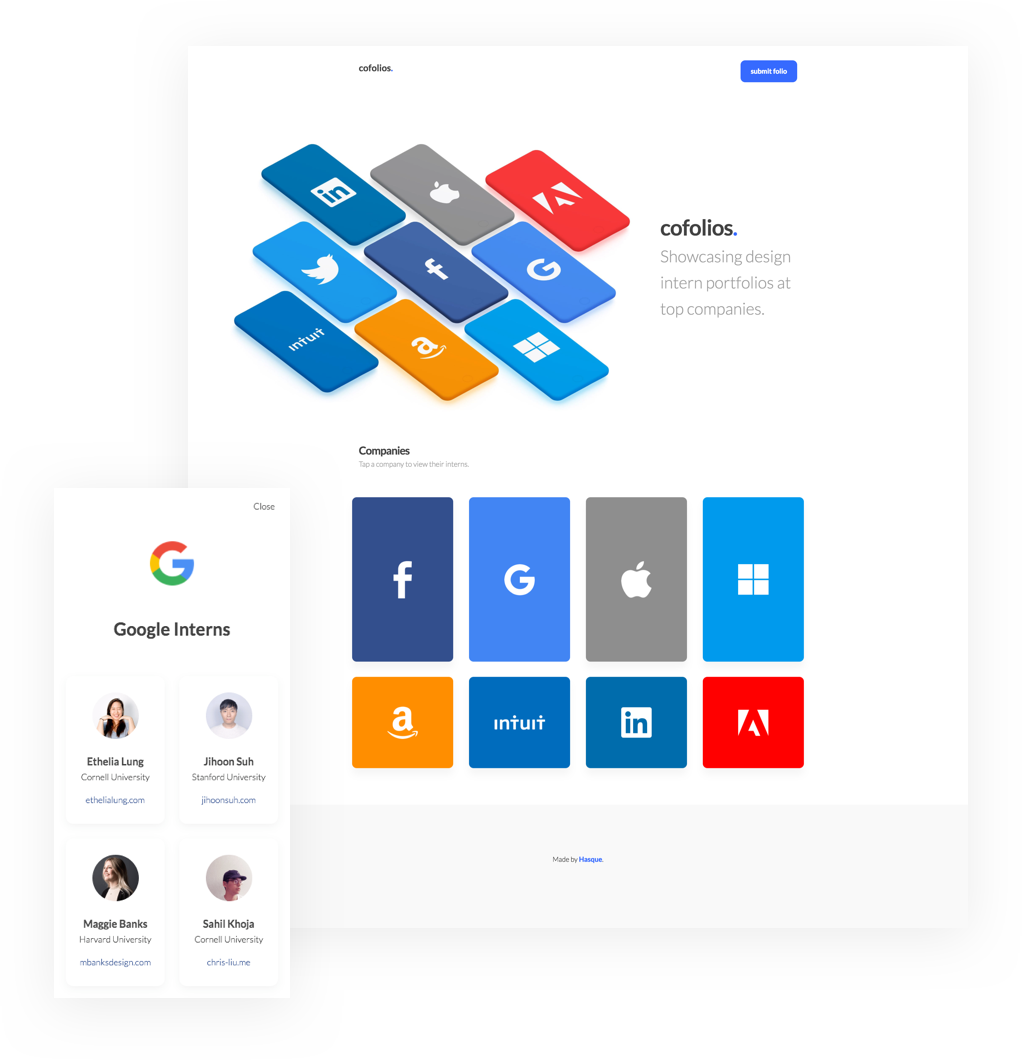 cofolios.
submit folio
in
intuit
a
cofolios.
Showcasing design
intern portfolios at
top companies.
Companies
Tap a company to view their interns.
a
intuit
in
Made by Hasque.
Close
Google Interns
Ethelia Lung
Cornell University
ethelialung.com
Jihoon Suh
Stanford University
jihoonsuh.com
Maggie Banks
Harvard University
mbanksdesign.com
Sahil Khoja
Cornell University
chris-liu.me